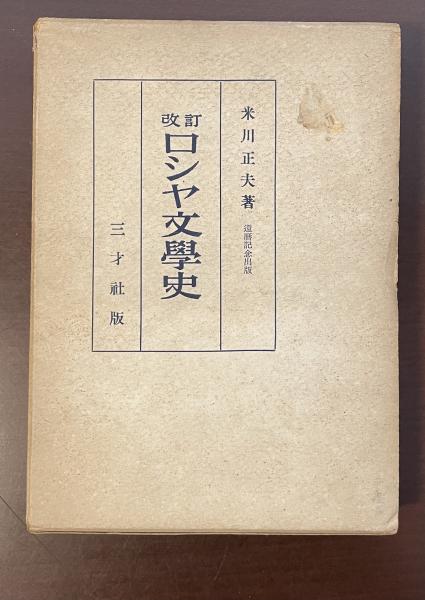 米川正夫著
還暦記念出版
改訂
ロシヤ文學史
三才社版